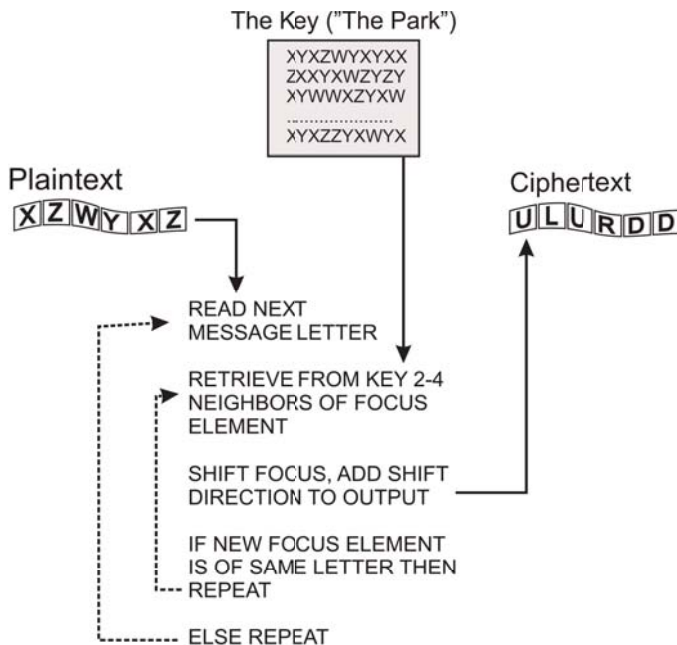 The Key ("The Park")
XYXZWYXYXX
ZXXYXWZYZY
XYWWXZYXW
......................
XYXZZYXWYX
Plaintext
XZWYXZ
Ciphertext
ULURDD
READ NEXT
MESSAGE LETTER
RETRIEVE FROM KEY 2-4
NEIGHBORS OF FOCUS
ELEMENT
SHIFT FOCUS, ADD SHIFT
DIRECTION TO OUTPUT
IF NEW FOCUS ELEMENT
IS OF SAME LETTER THEN
REPEAT
ELSE REPEAT